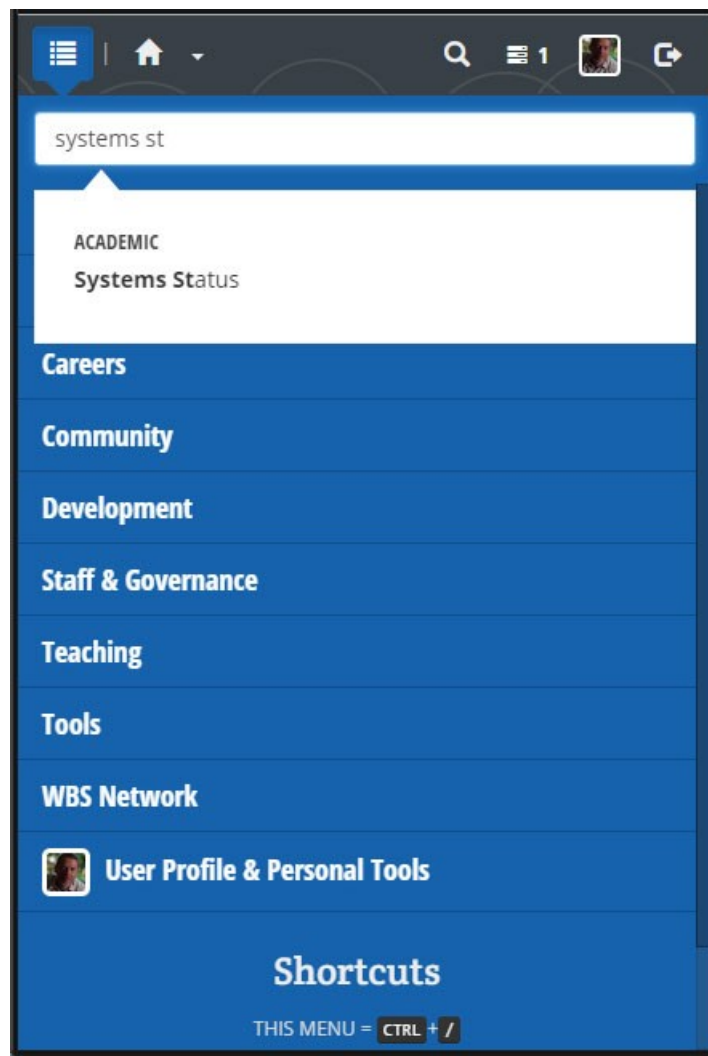 1
systems st
ACADEMIC
Systems Status
Careers
Community
Development
Staff & Governance
Teaching
Tools
WBS Network
User Profile & Personal Tools
Shortcuts
THIS MENU = CTRL + /